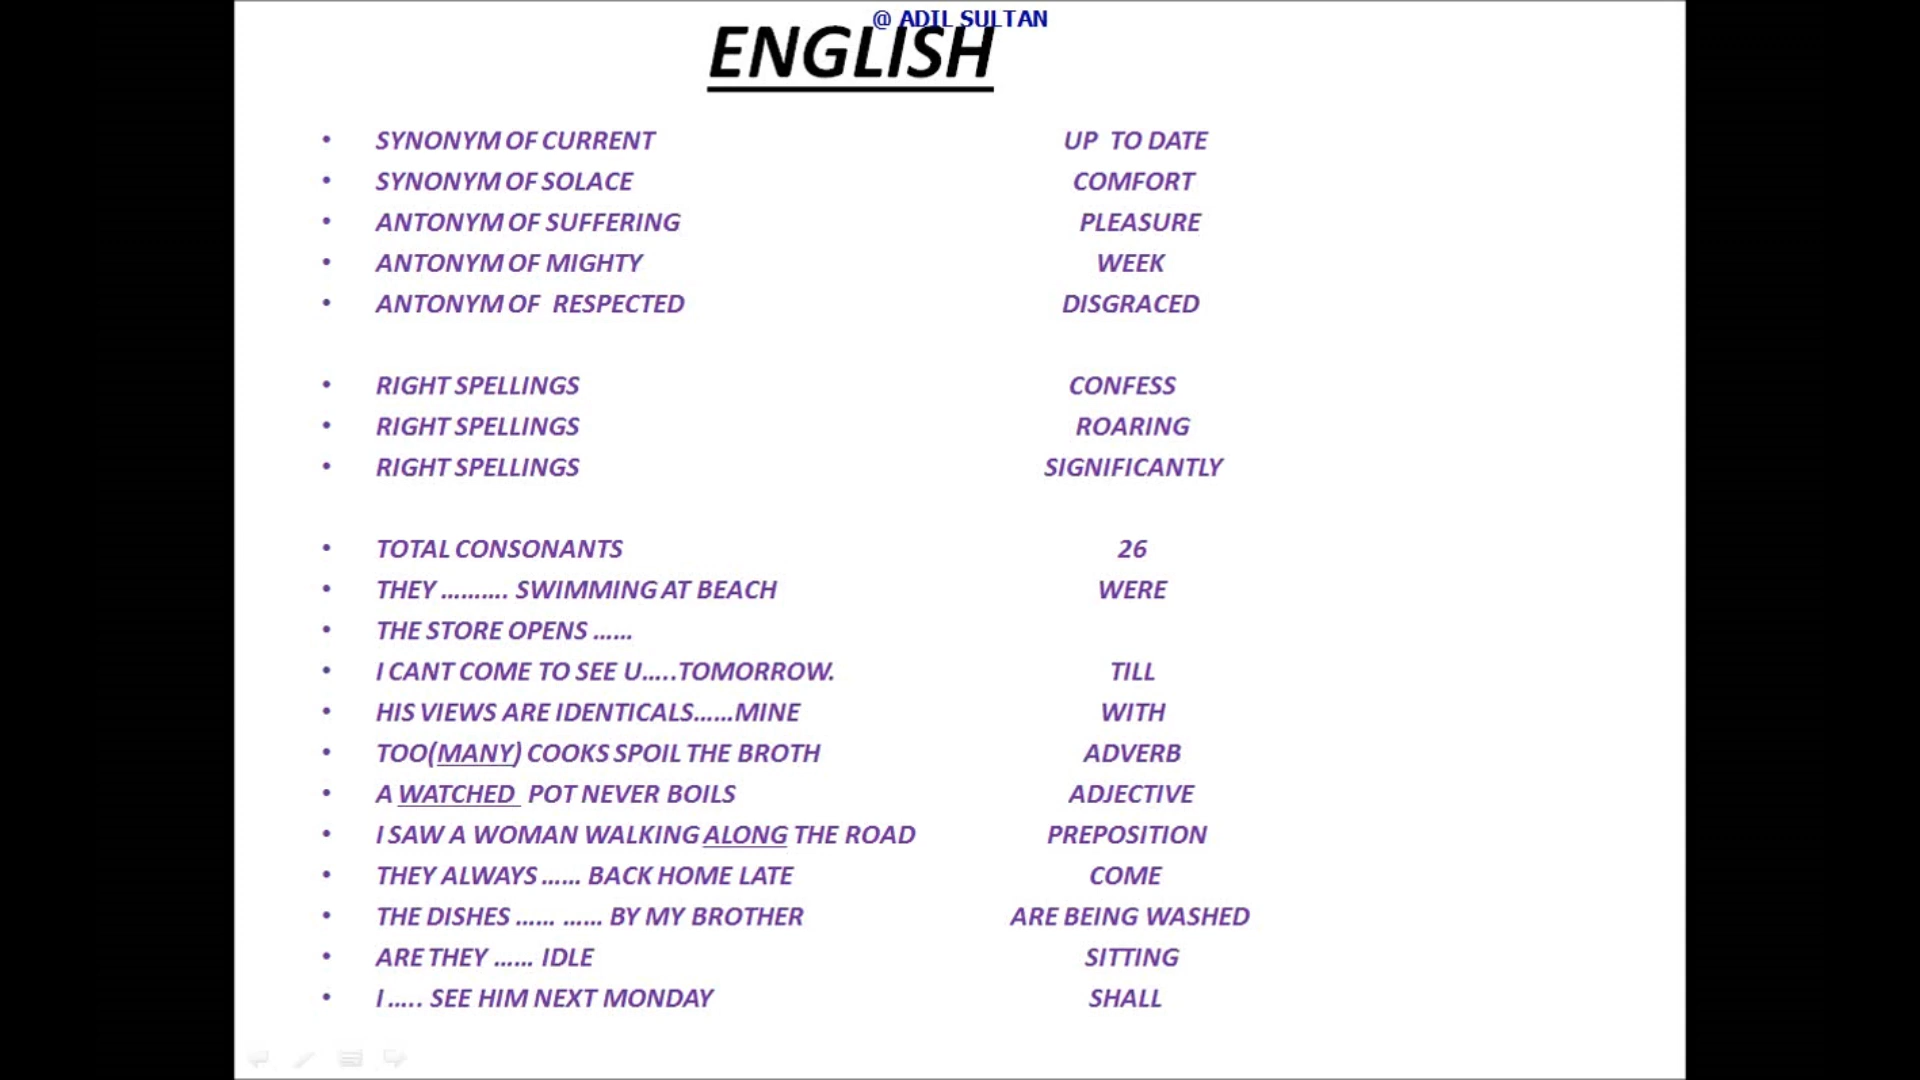 @ ADIL SULTAN
ENGLISH
• SYNONYM OF CURRENT UP TO DATE
• SYNONYM OF SOLACE COMFORT
• ANTONYM OF SUFFERING PLEASURE
• ANTONYM OF MIGHTY WEEK
• ANTONYM OF RESPECTED DISGRACED
• RIGHT SPELLINGS CONFESS
• RIGHT SPELLINGS ROARING
• RIGHT SPELLINGS SIGNIFICANTLY
• TOTAL CONSONANTS 26
• THEY ………. SWIMMING AT BEACH WERE
• THE STORE OPENS ……
• I CANT COME TO SEE U…..TOMORROW. TILL
• HIS VIEWS ARE IDENTICALS……MINE WITH
• TOO(MANY) COOKS SPOIL THE BROTH ADVERB
• A WATCHED POT NEVER BOILS ADJECTIVE
• I SAW A WOMAN WALKING ALONG THE ROAD PREPOSITION
• THEY ALWAYS …… BACK HOME LATE COME
• THE DISHES …… …… BY MY BROTHER ARE BEING WASHED
• ARE THEY …… IDLE SITTING
• I ….. SEE HIM NEXT MONDAY SHALL